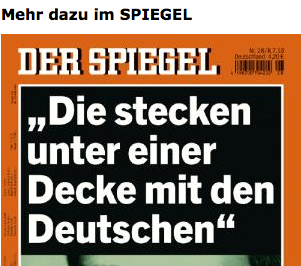 Mehr dazu im SPIEGEL
Nr. 28/8.7.13
Deutschland 4,20 €
DER SPIEGEL
„Die stecken
unter einer
Decke mit den
Deutschen“